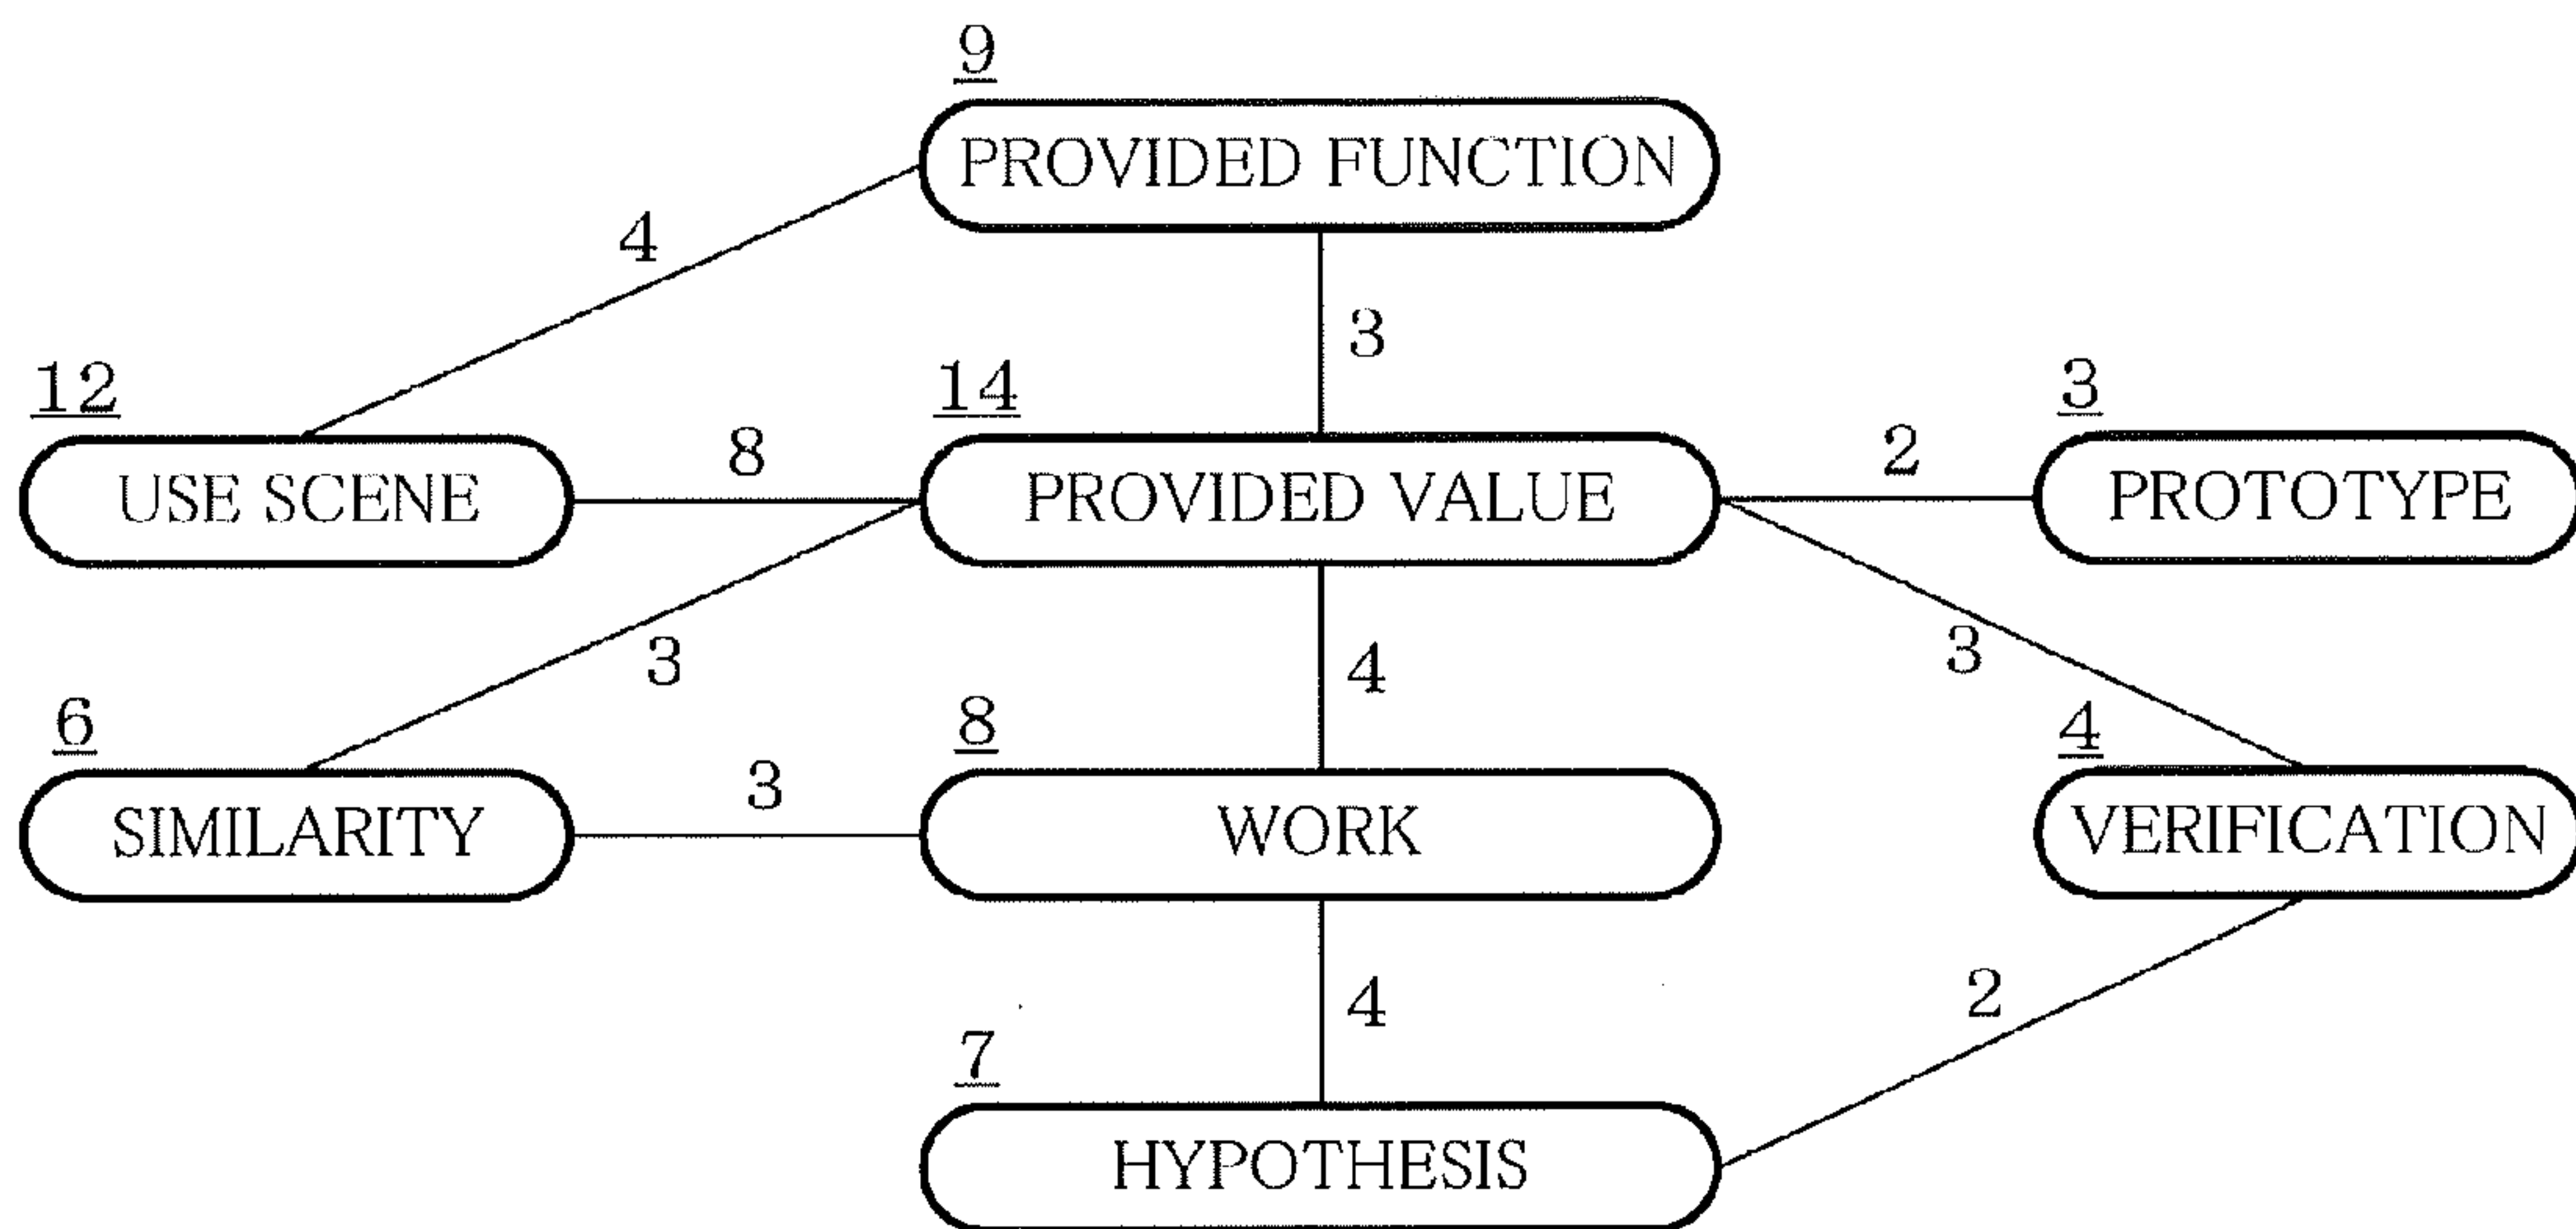 9
PROVIDED FUNCTION
4
3
12
USE SCENE
8
14
PROVIDED VALUE
2
3
PROTOTYPE
3
4
3
6
SIMILARITY
3
8
WORK
4
VERIFICATION
4
2
7
HYPOTHESIS